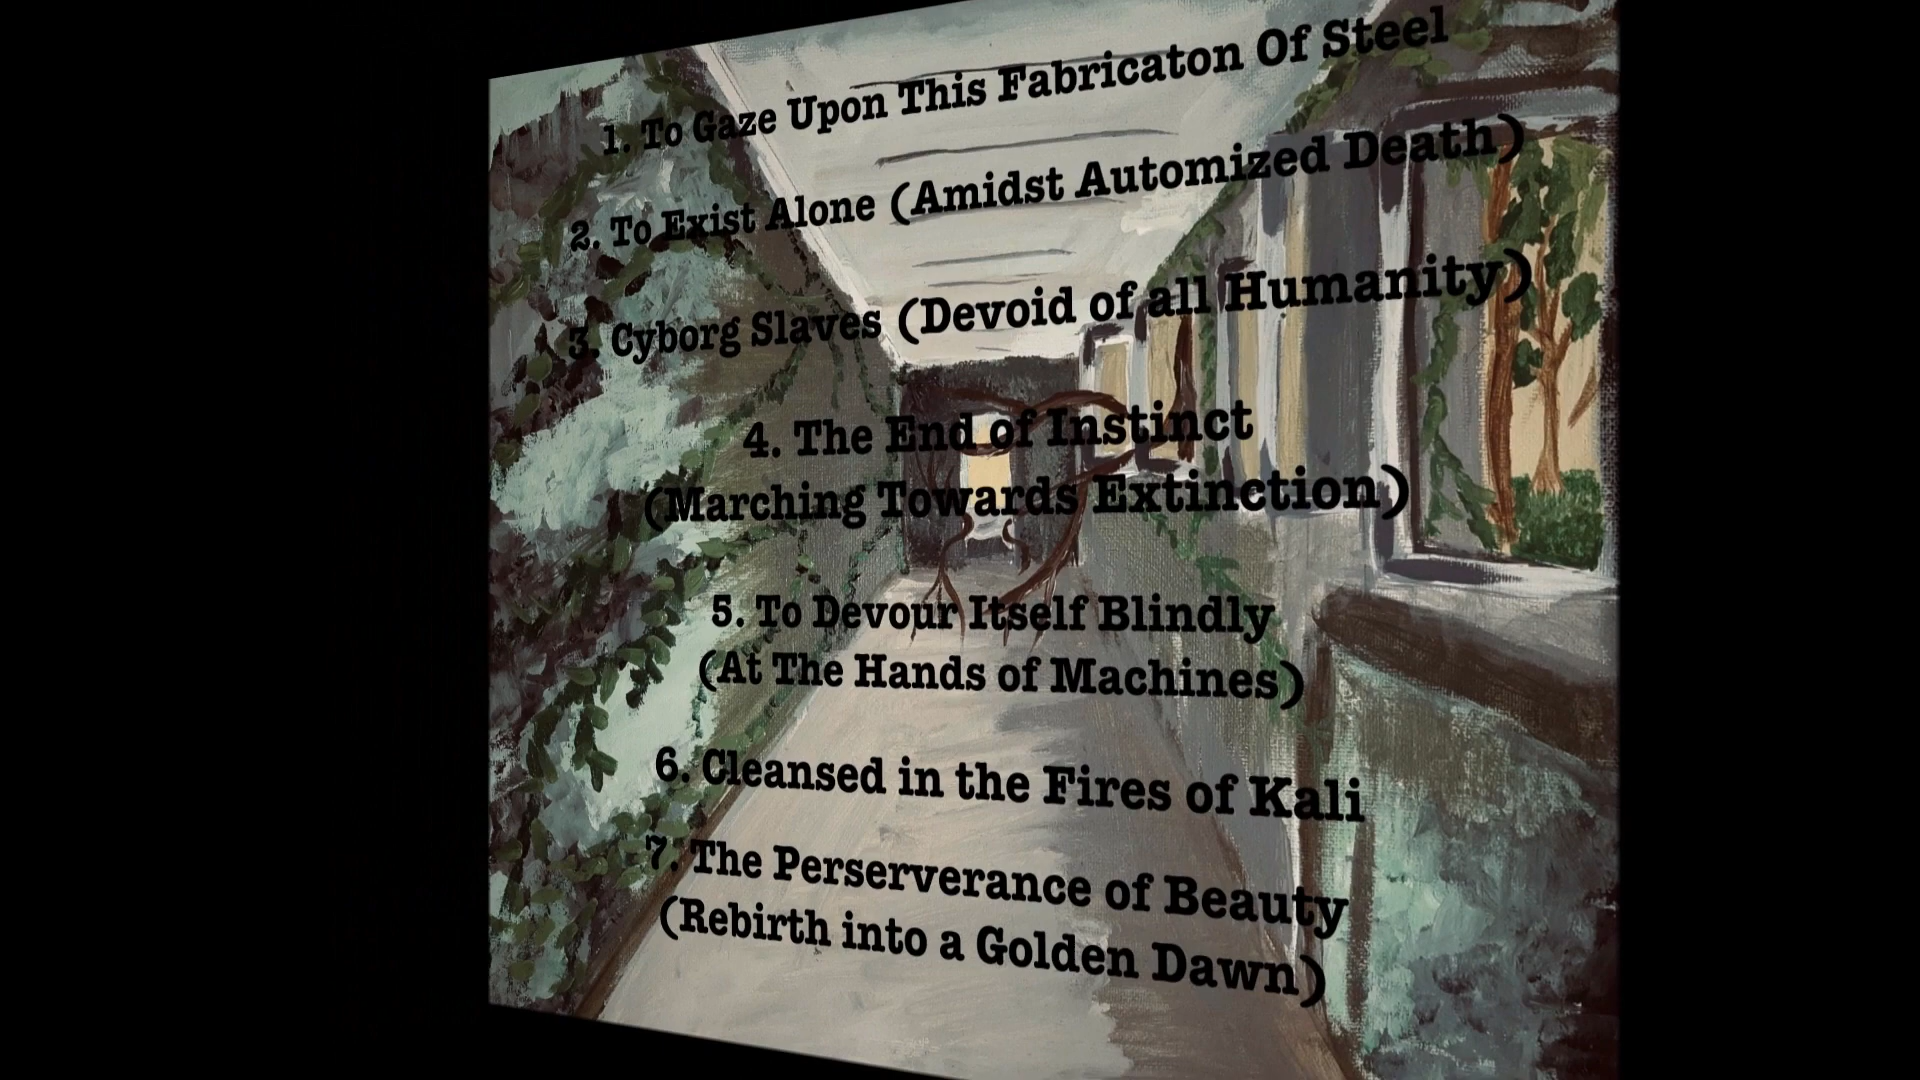 1. To Gaze Upon This Fabricaton Of Steel
2. To Exist Alone (Amidst Automized Death)
3. Cyborg Slaves (Devoid of all Humanity)
4. The End of Instinct
(Marching Towards Extinction)
5. To Devour Itself Blindly
(At The Hands of Machines)
6. Cleansed in the Fires of Kali
7. The Perserverance of Beauty
(Rebirth into a Golden Dawn)